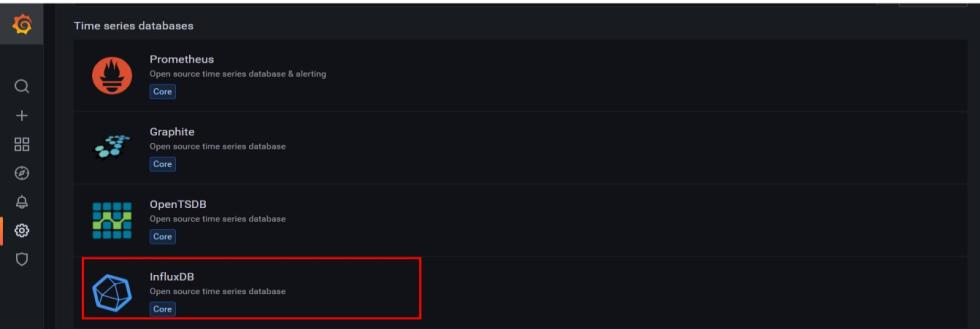 Time series databases
Prometheus
Open source time series database & alerting
Core
Graphite
Open source time series database
Core
OpenTSDB
Open source time series database
Core
InfluxDB
Open source time series database
Core